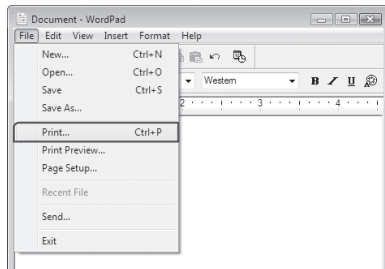 Document - WordPad
File Edit View Insert Format Help
New... Ctrl+N
Open... Ctrl+O
Western B / U
Save Ctrl+S
2 3 4
Save As...
Print... Ctrl+P
Print Preview...
Page Setup...
Recent File
Send...
Exit